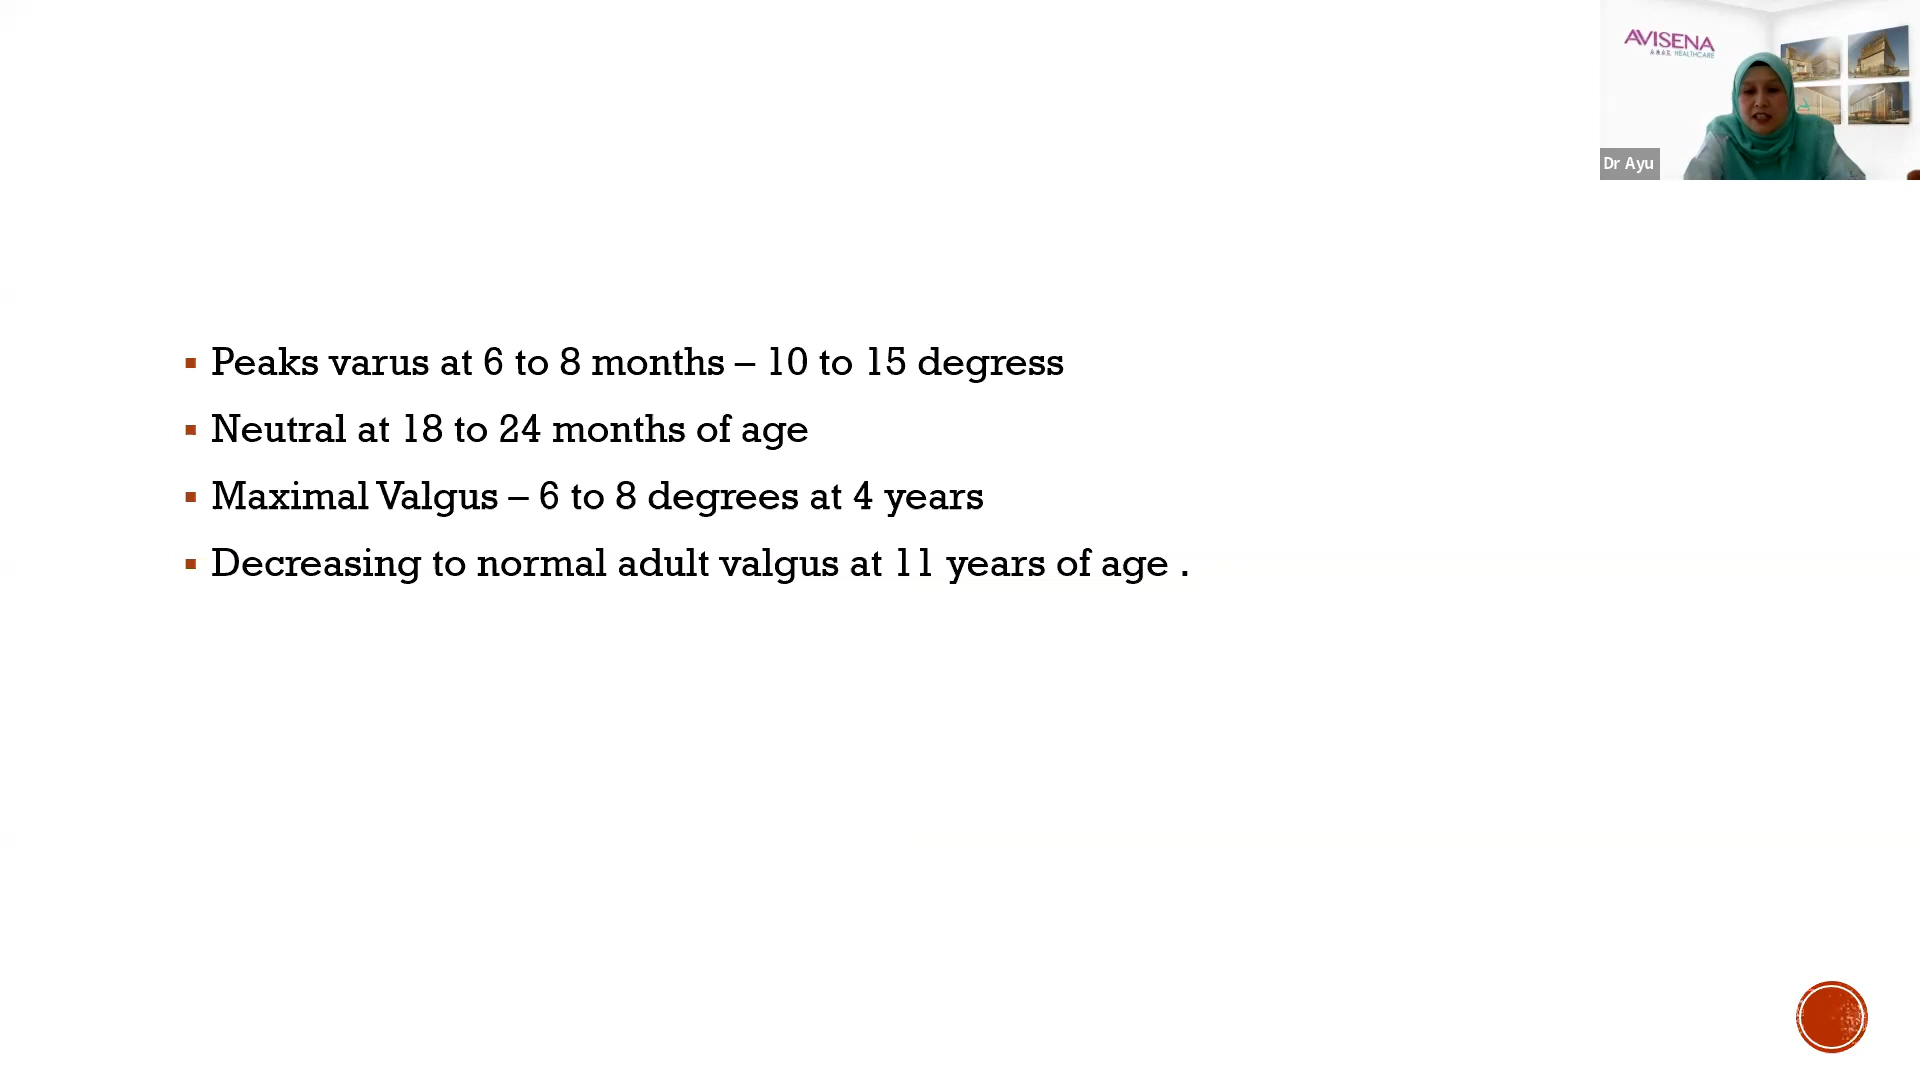 AVISENA
HEALTHCARE
Dr Ayu
Peaks varus at 6 to 8 months – 10 to 15 degress
Neutral at 18 to 24 months of age
Maximal Valgus – 6 to 8 degrees at 4 years
Decreasing to normal adult valgus at 11 years of age .